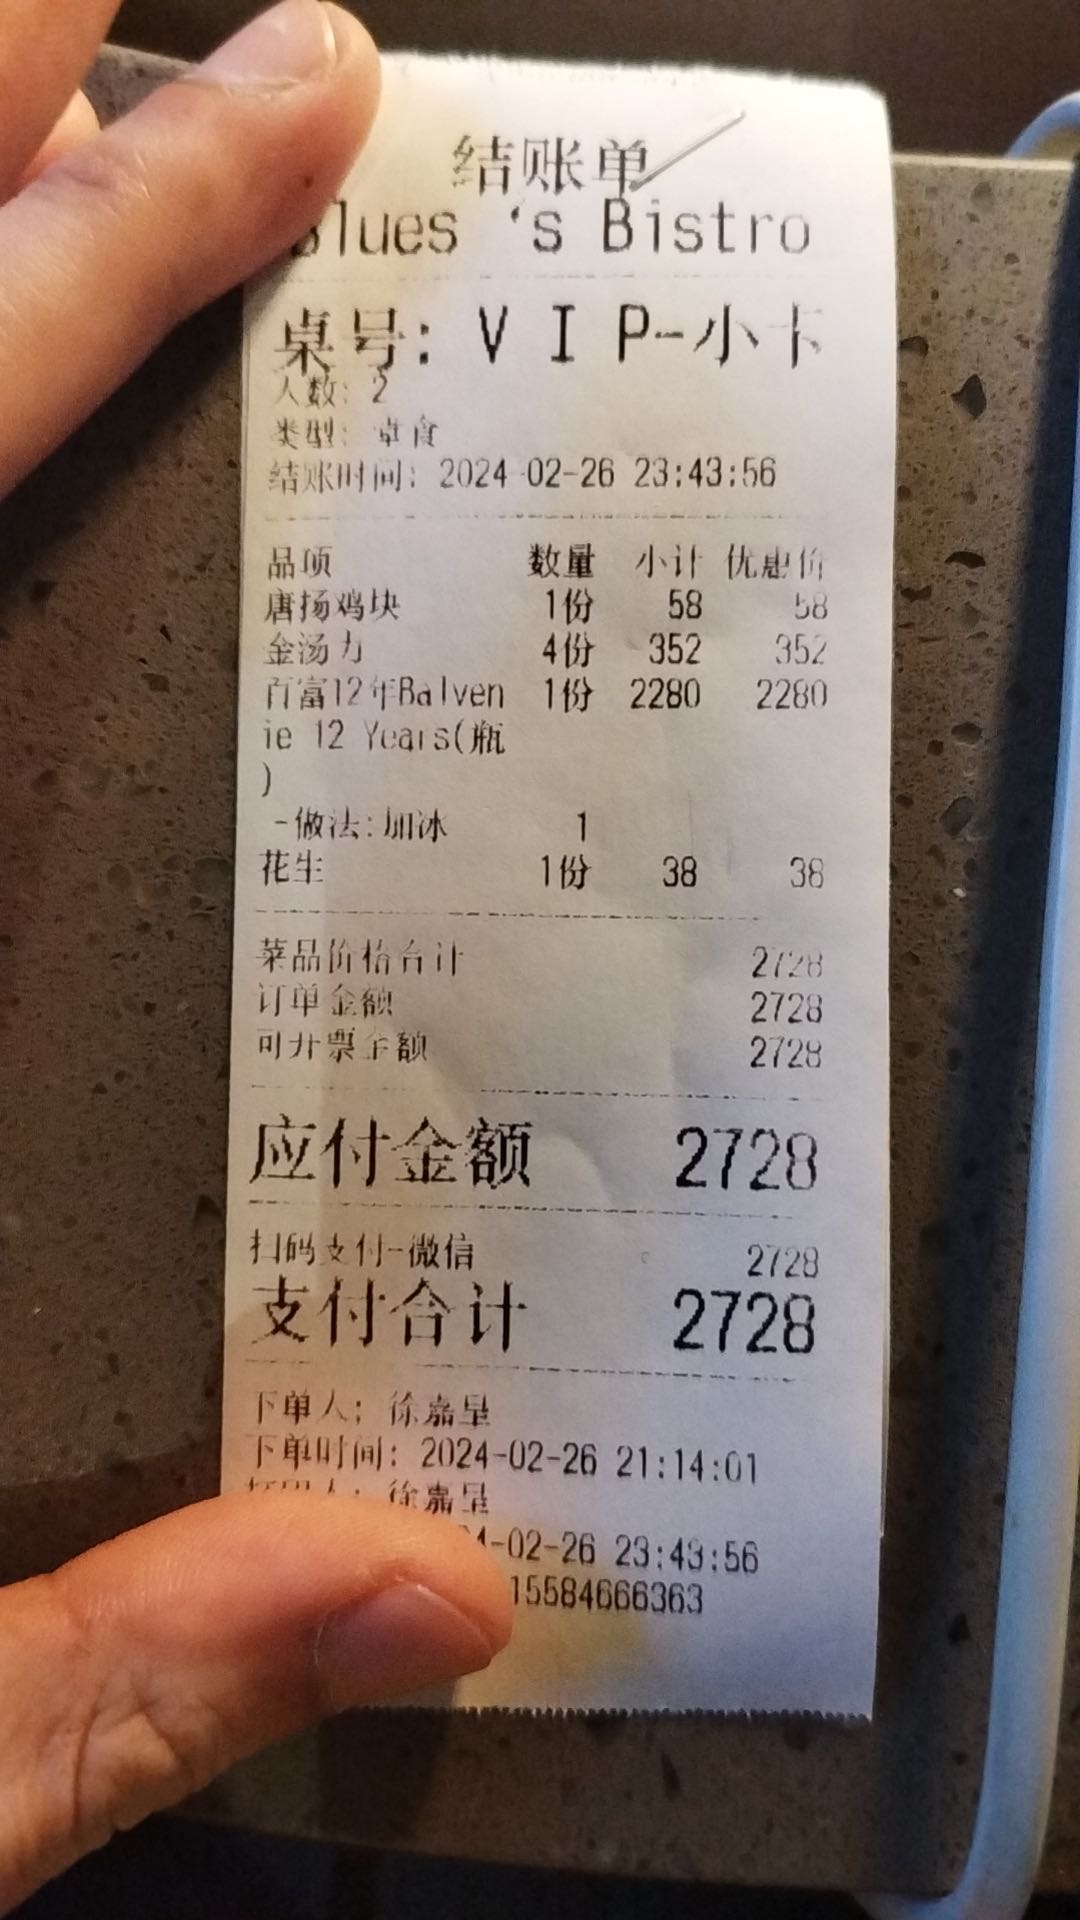 结账单
Blues 's Bistro
桌号: VIP-小卡
人数: 2
类型: 堂食
结账时间: 2024-02-26 23:43:56
品项 数量 小计 优惠价
唐扬鸡块 1份 58 58
金汤力 4份 352 352
百富12年Balven 1份 2280 2280
ie 12 Years(瓶
)
-做法:加冰 1
花生 1份 38 38
菜品价格合计 2728
订单金额 2728
可开票金额 2728
应付金额 2728
扫码支付-微信 2728
支付合计 2728
下单人: 徐嘉星
下单时间: 2024-02-26 21:14:01
打印人: 徐嘉星
4-02-26 23:43:56
15584666363